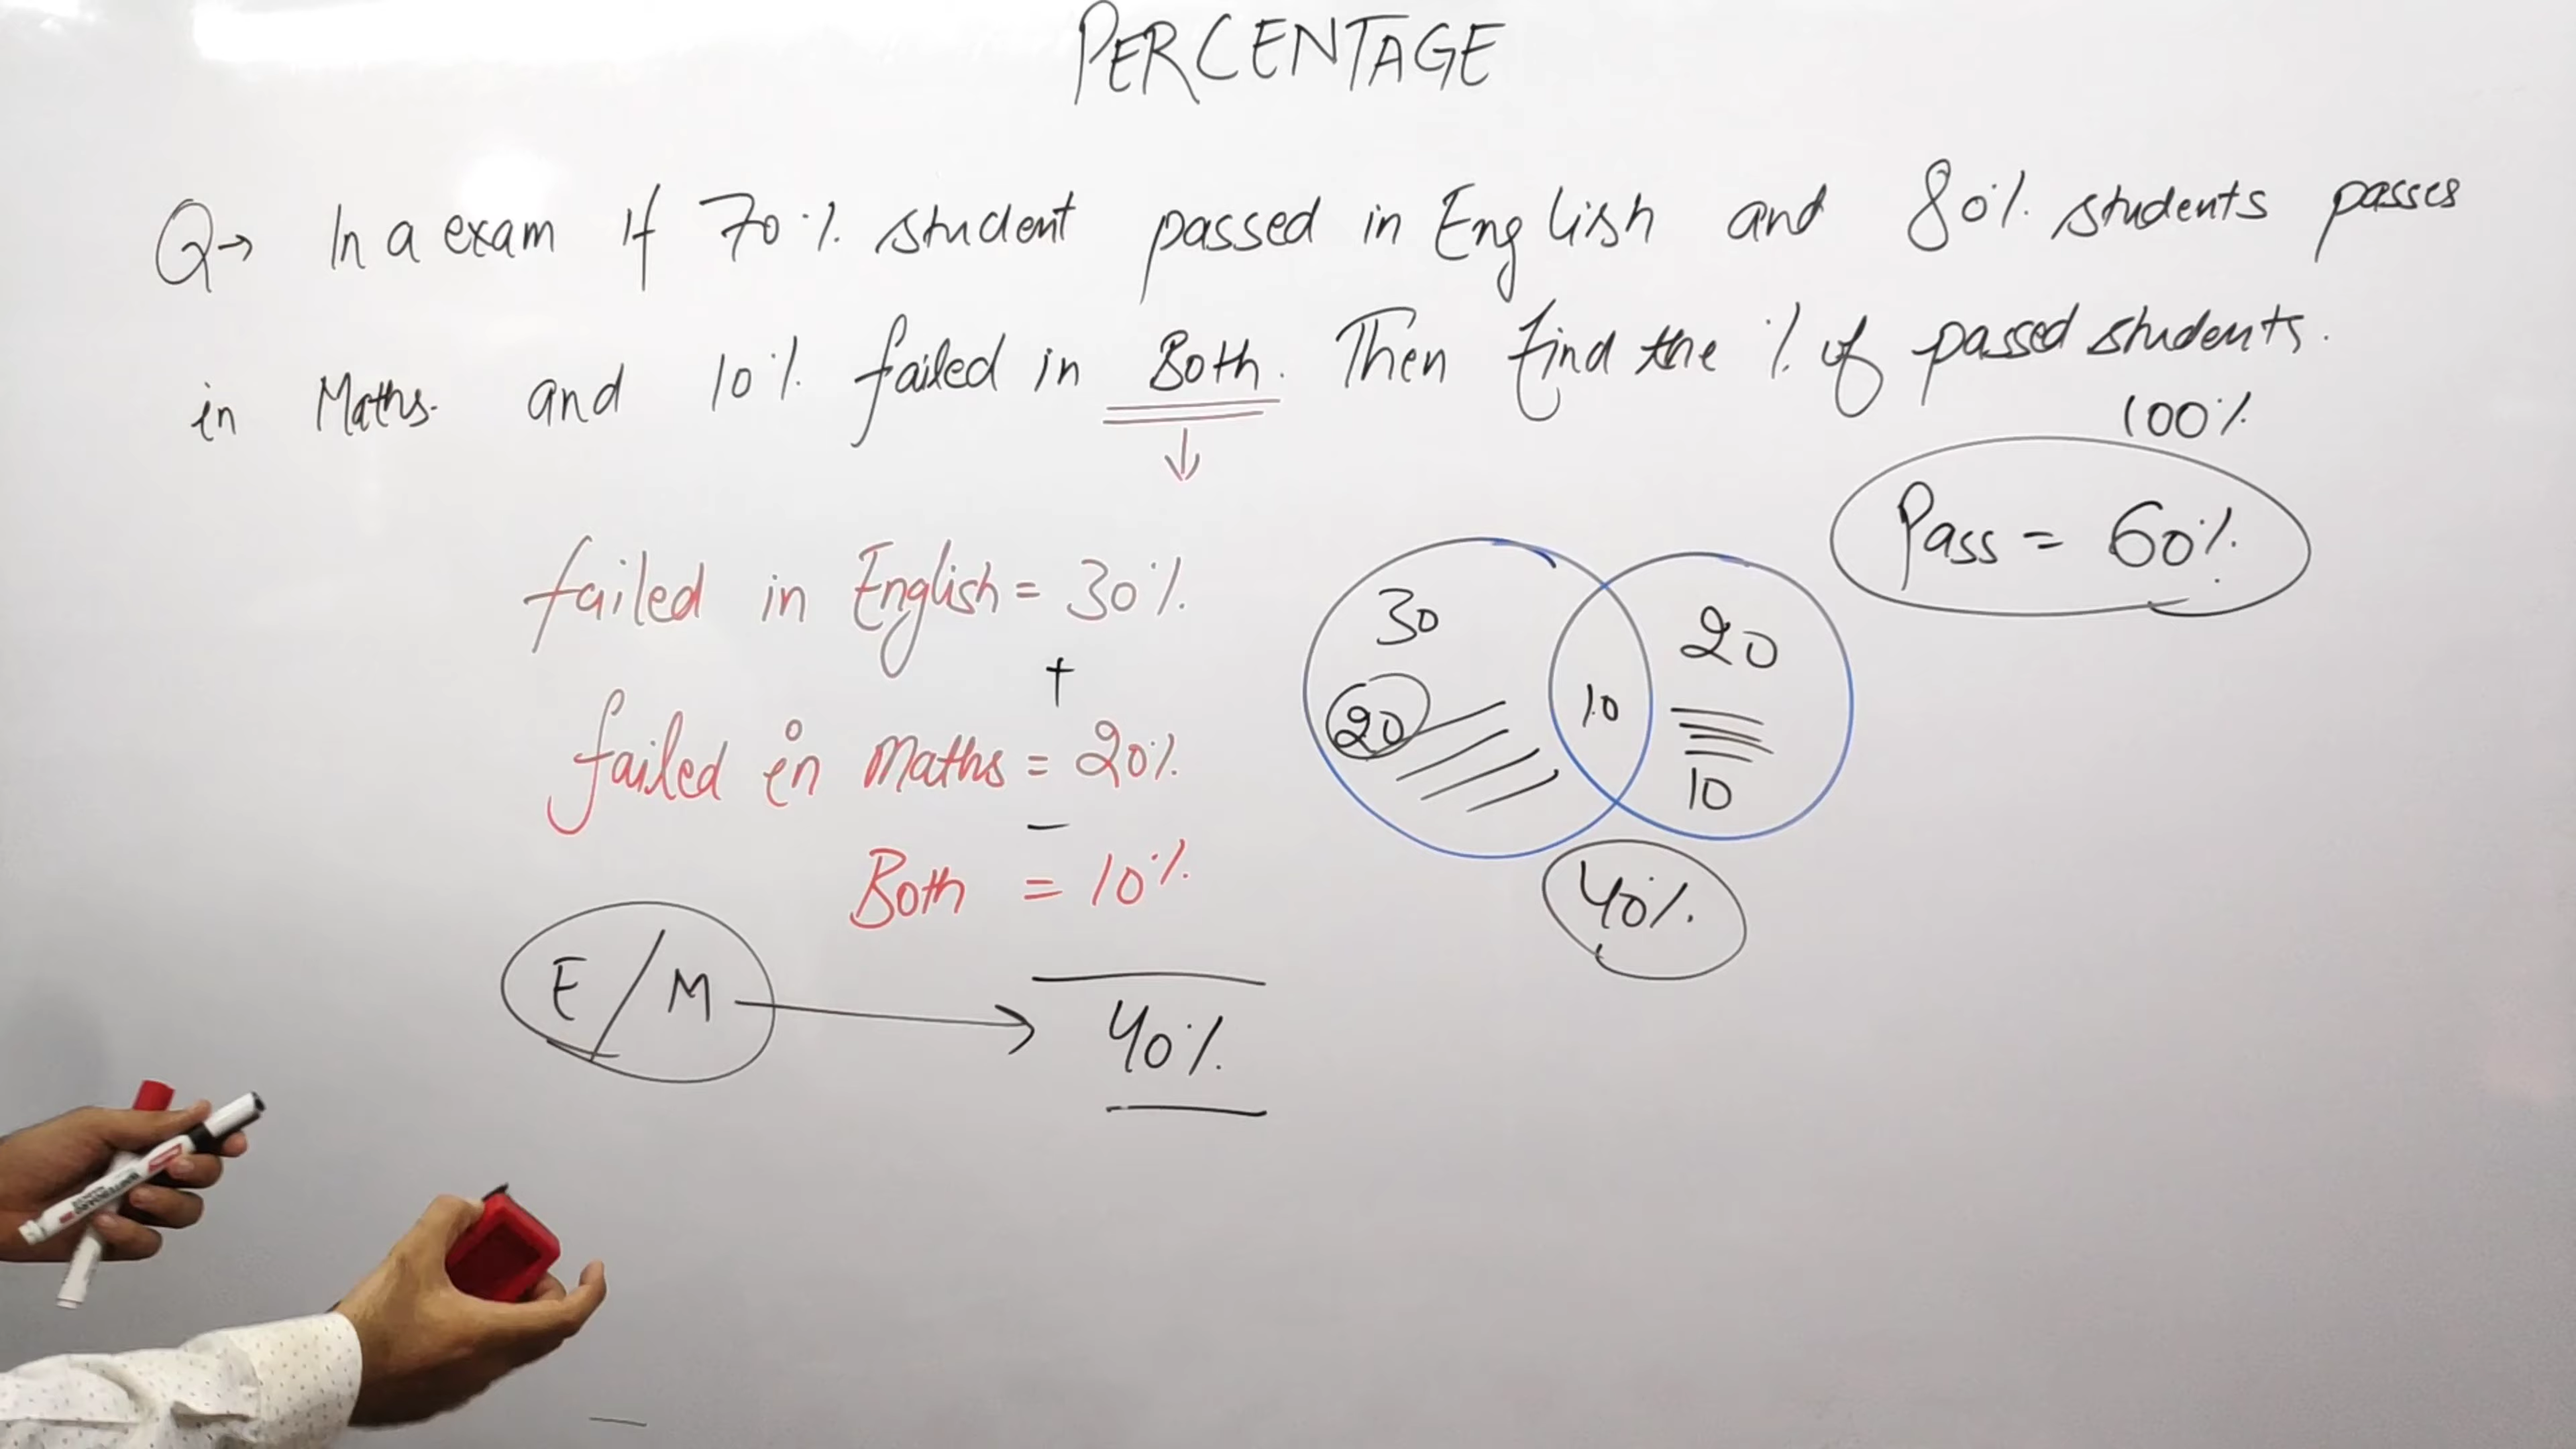 PERCENTAGE
Q→ In a exam if 70% student passed in English and 80% students passes
in Maths. and 10% failed in Both. Then find the % of passed students.
100%
Pass = 60%
failed in English = 30%
+
failed in Maths = 20%
-
Both = 10%
E/M → 40%
30
20
20
10
10
40%